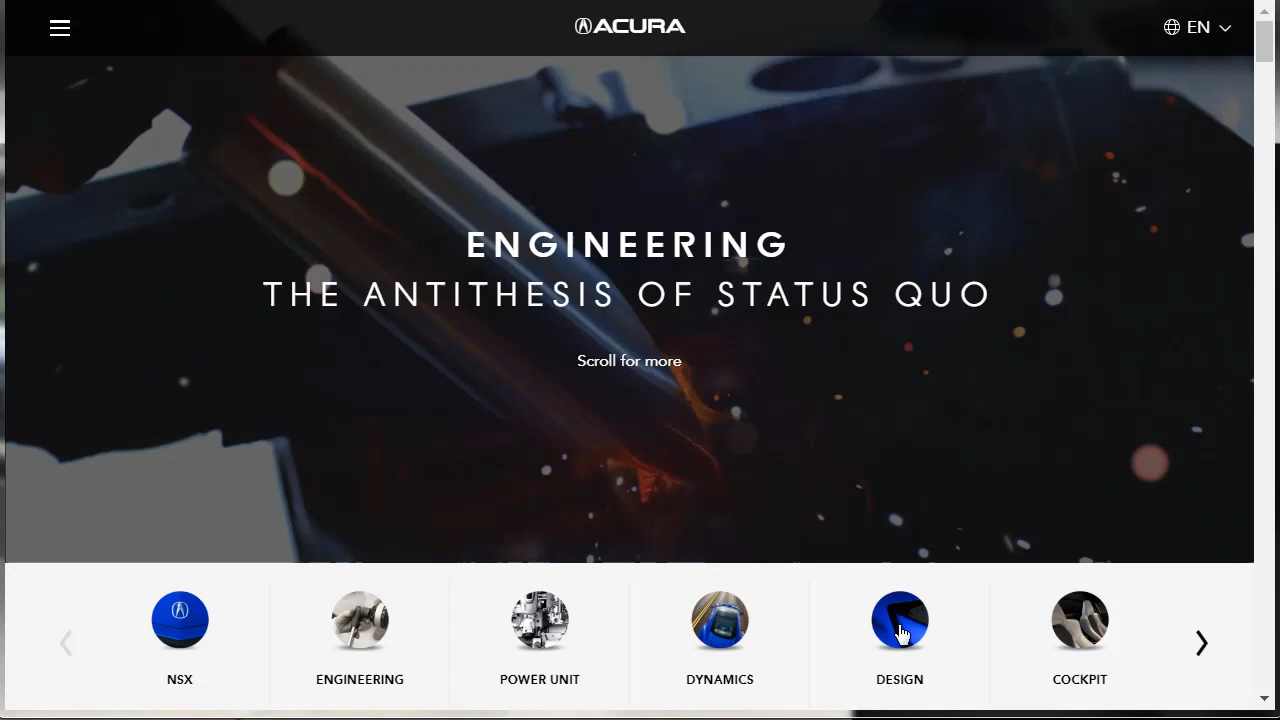 ACURA
EN
ENGINEERING
THE ANTITHESIS OF STATUS QUO
Scroll for more
NSX
ENGINEERING
POWER UNIT
DYNAMICS
DESIGN
COCKPIT